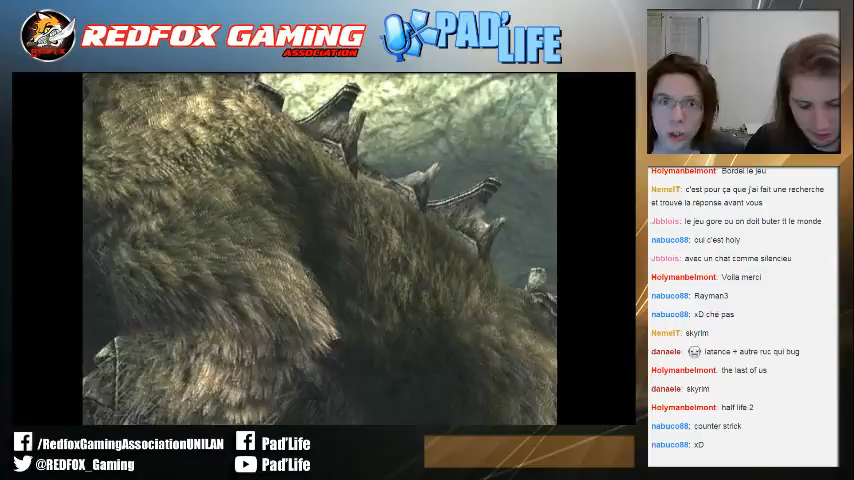 REDFOX GAMING
ASSOCIATION
PAD'LIFE
Holymanbelmont: Bordel le jeu
NemeIT: c'est pour ça que j'ai fait une recherche
et trouvé la réponse avant vous
Jbblois: le jeu gore ou on doit buter tt le monde
nabuco88: oui c'est holy
Jbblois: avec un chat comme silencieu
Holymanbelmont: Voila merci
nabuco88: Rayman3
nabuco88: xD che pas
NemeIT: skyrim
danaele: latence + autre ruc qui bug
Holymanbelmont: the last of us
danaele: skyrim
Holymanbelmont: half life 2
nabuco88: counter strick
nabuco88: xD
/RedfoxGamingAssociationUNILAN
Pad'Life
@REDFOX_Gaming
Pad'Life